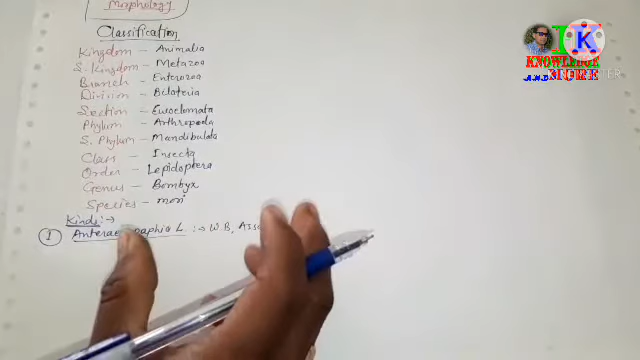 Morphology
Classification
Kingdom – Animalia
S. Kingdom – Metazoa
Branch – Enterozoa
Division – Bilateria
Section – Eucoelomata
Phylum – Arthropoda
S. Phylum – Mandibulata
Class – Insecta
Order – Lepidoptera
Genus – Bombyx
Species – mori
Kinds :→
① L. :→ W.B,
K
KNOWLEDGE
AND MORE